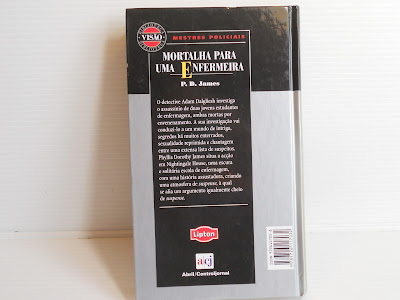 VISÃO
MESTRES POLICIAIS
MORTALHA PARA
UMA ENFERMEIRA
P. D. James
O detective Adam Dalgliesh investiga
o assassínio de duas jovens estudantes
de enfermagem, ambas mortas por
envenenamento. A sua investigação vai
conduzi-lo a um mundo de intriga,
segredos há muitos enterrados,
sexualidade reprimida e chantagem
entre uma extensa lista de suspeitos.
Phyllis Dorothy James situa a acção
em Nightingale House, uma escura
e solitária escola de enfermagem,
com uma história assustadora, criando
uma atmosfera de suspense, à qual
se alia um argumento igualmente cheio
de suspense.
Lipton
acj
Abril/Controljornal